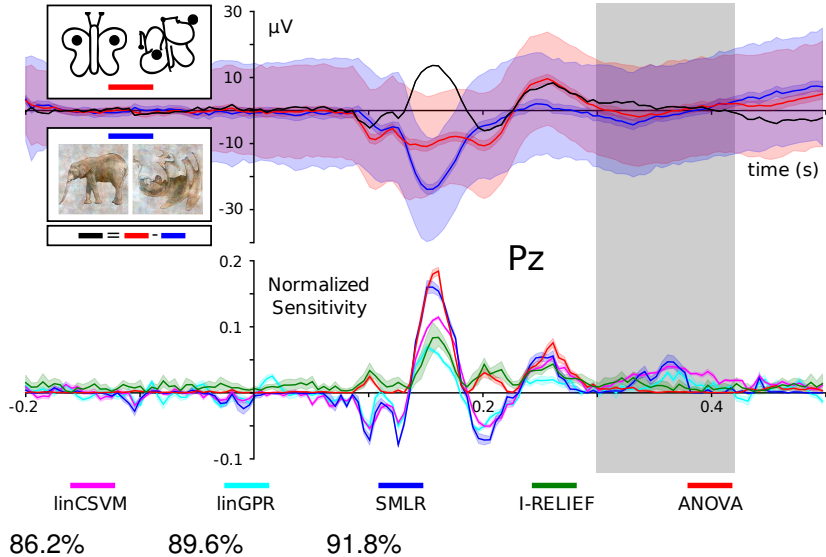 30
µV
10
-10
time (s)
-30
=
-
Pz
0.2
Normalized
Sensitivity
0.1
-0.2
0.2
0.4
-0.1
linCSVM
linGPR
SMLR
I-RELIEF
ANOVA
86.2%
89.6%
91.8%